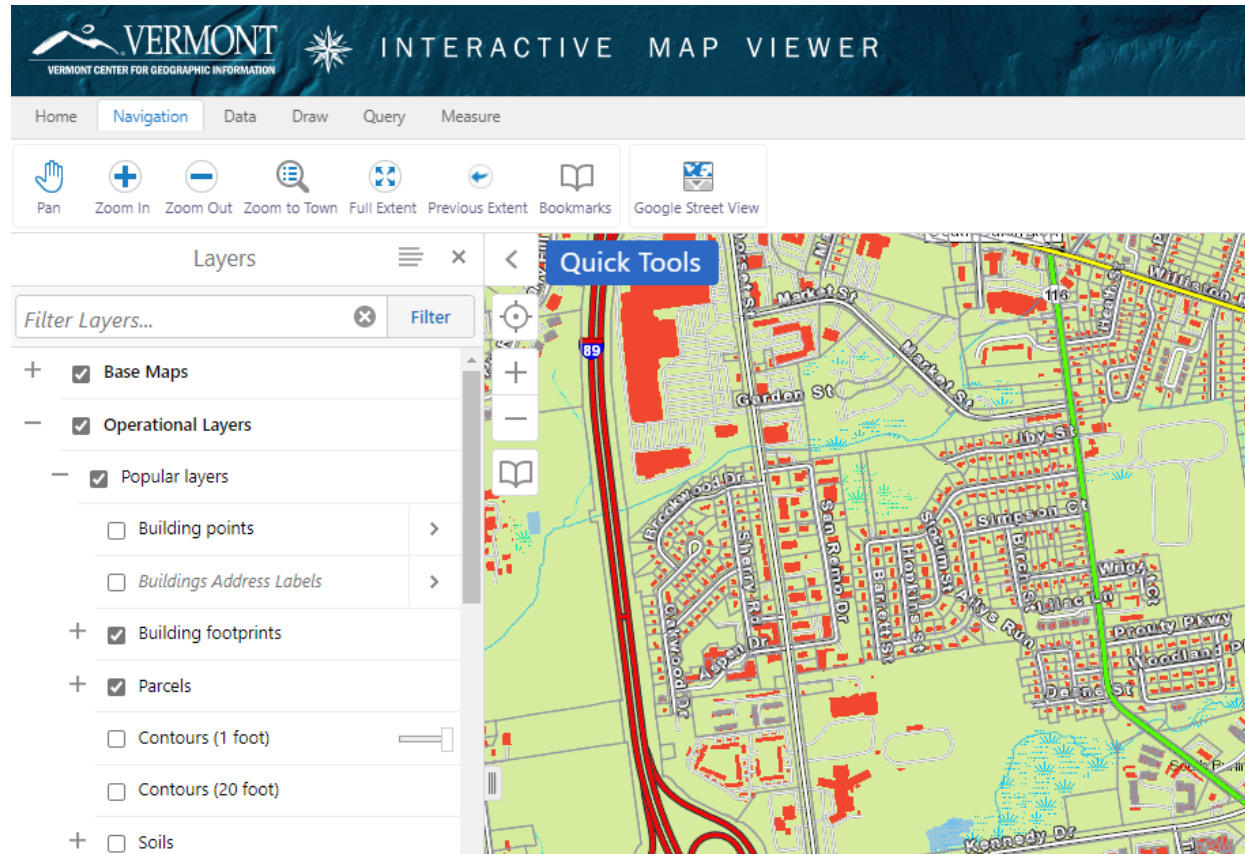 VERMONT
VERMONT CENTER FOR GEOGRAPHIC INFORMATION
INTERACTIVE MAP VIEWER
Home Navigation Data Draw Query Measure
Pan Zoom In Zoom Out Zoom to Town Full Extent Previous Extent Bookmarks Google Street View
Layers
Quick Tools
Filter Layers...
Filter
Base Maps
Operational Layers
Popular layers
Building points
Buildings Address Labels
Building footprints
Parcels
Contours (1 foot)
Contours (20 foot)
Soils
Market St
116
Williston
89
Market St
Garden St
Brookwood Dr
Sherry Rd
San Remo Dr
Simpson Ct
Slocum St
Hopkins St
Barrett St
Wright Ct
Lilac Ln
Aspen Dr
Prouty Pkwy
Woodland
Deane St
Kennedy Dr